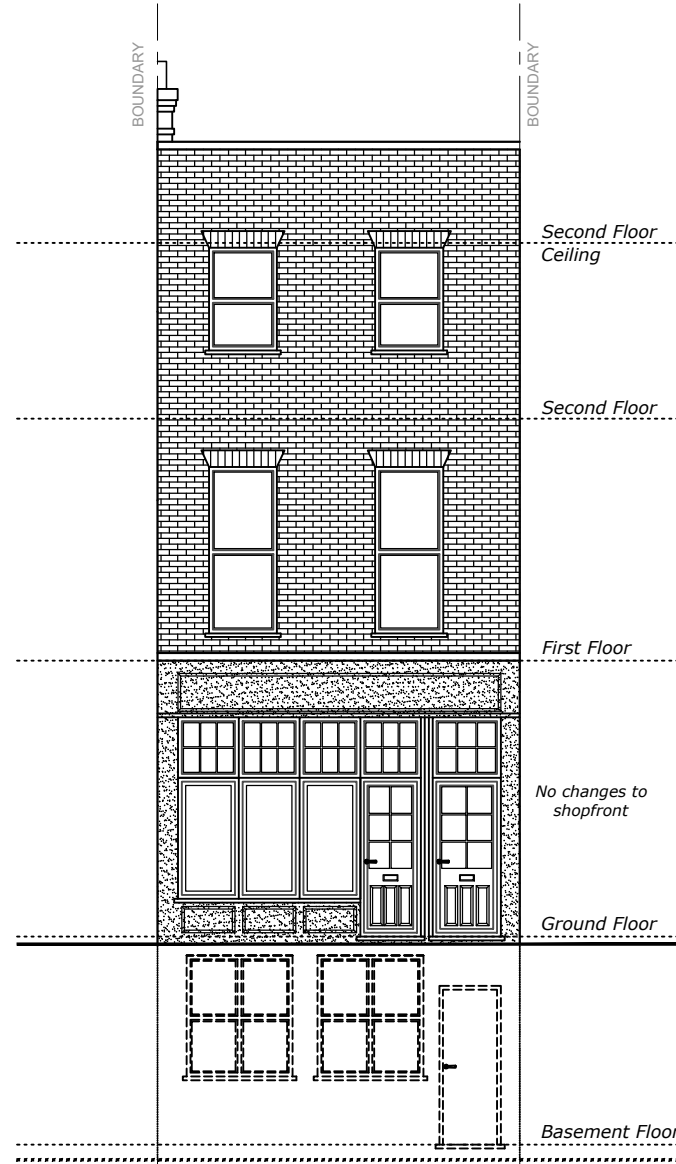 BOUNDARY
BOUNDARY
Second Floor
Ceiling
Second Floor
First Floor
No changes to
shopfront
Ground Floor
Basement Floor